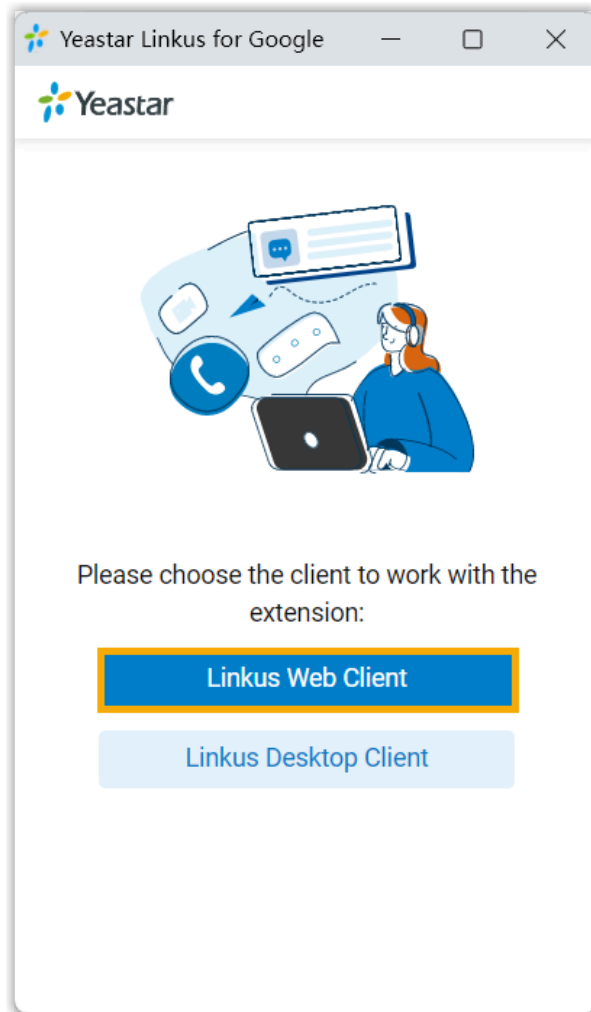 Yeastar Linkus for Google
Yeastar
Please choose the client to work with the
extension:
Linkus Web Client
Linkus Desktop Client